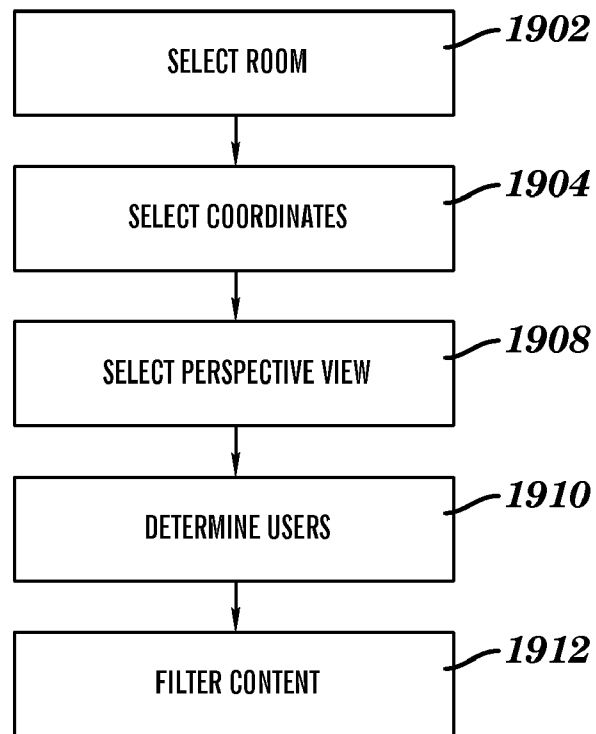 1902
SELECT ROOM
1904
SELECT COORDINATES
1908
SELECT PERSPECTIVE VIEW
1910
DETERMINE USERS
1912
FILTER CONTENT